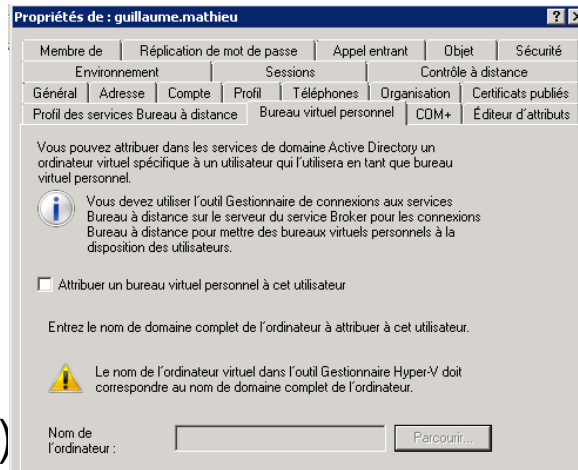 Propriétés de : guillaume.mathieu
Membre de Réplication de mot de passe Appel entrant Objet Sécurité
Environnement Sessions Contrôle à distance
Général Adresse Compte Profil Téléphones Organisation Certificats publiés
Profil des services Bureau à distance Bureau virtuel personnel COM+ Éditeur d'attributs
Vous pouvez attribuer dans les services de domaine Active Directory un
ordinateur virtuel spécifique à un utilisateur qui l'utilisera en tant que bureau
virtuel personnel.
Vous devez utiliser l'outil Gestionnaire de connexions aux services
Bureau à distance sur le serveur du service Broker pour les connexions
Bureau à distance pour mettre des bureaux virtuels personnels à la
disposition des utilisateurs.
Attribuer un bureau virtuel personnel à cet utilisateur
Entrez le nom de domaine complet de l'ordinateur à attribuer à cet utilisateur.
Le nom de l'ordinateur virtuel dans l'outil Gestionnaire Hyper-V doit
correspondre au nom de domaine complet de l'ordinateur.
)
Nom de
l'ordinateur :
Parcourir...